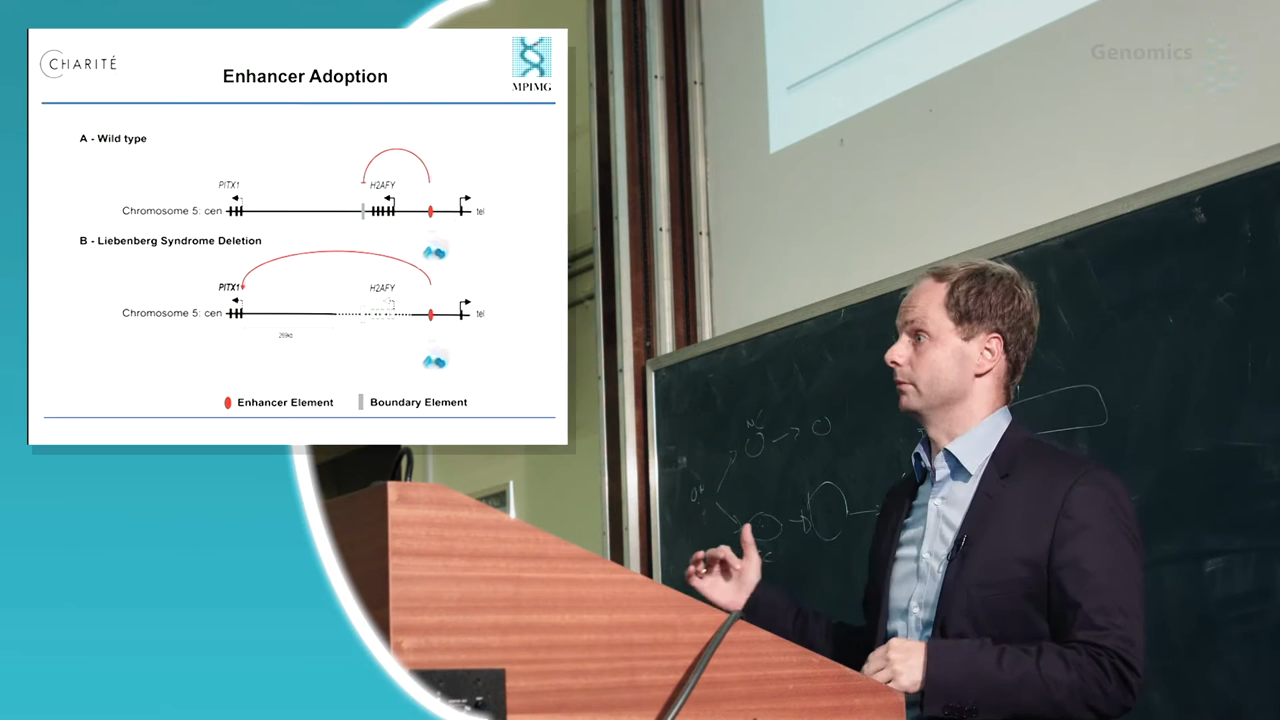 CHARITÉ
Enhancer Adoption
MPIMG
A - Wild type
PITX1
H2AFY
Chromosome 5: cen
tel
B - Liebenberg Syndrome Deletion
PITX1
H2AFY
Chromosome 5: cen
tel
Enhancer Element
Boundary Element
Genomics